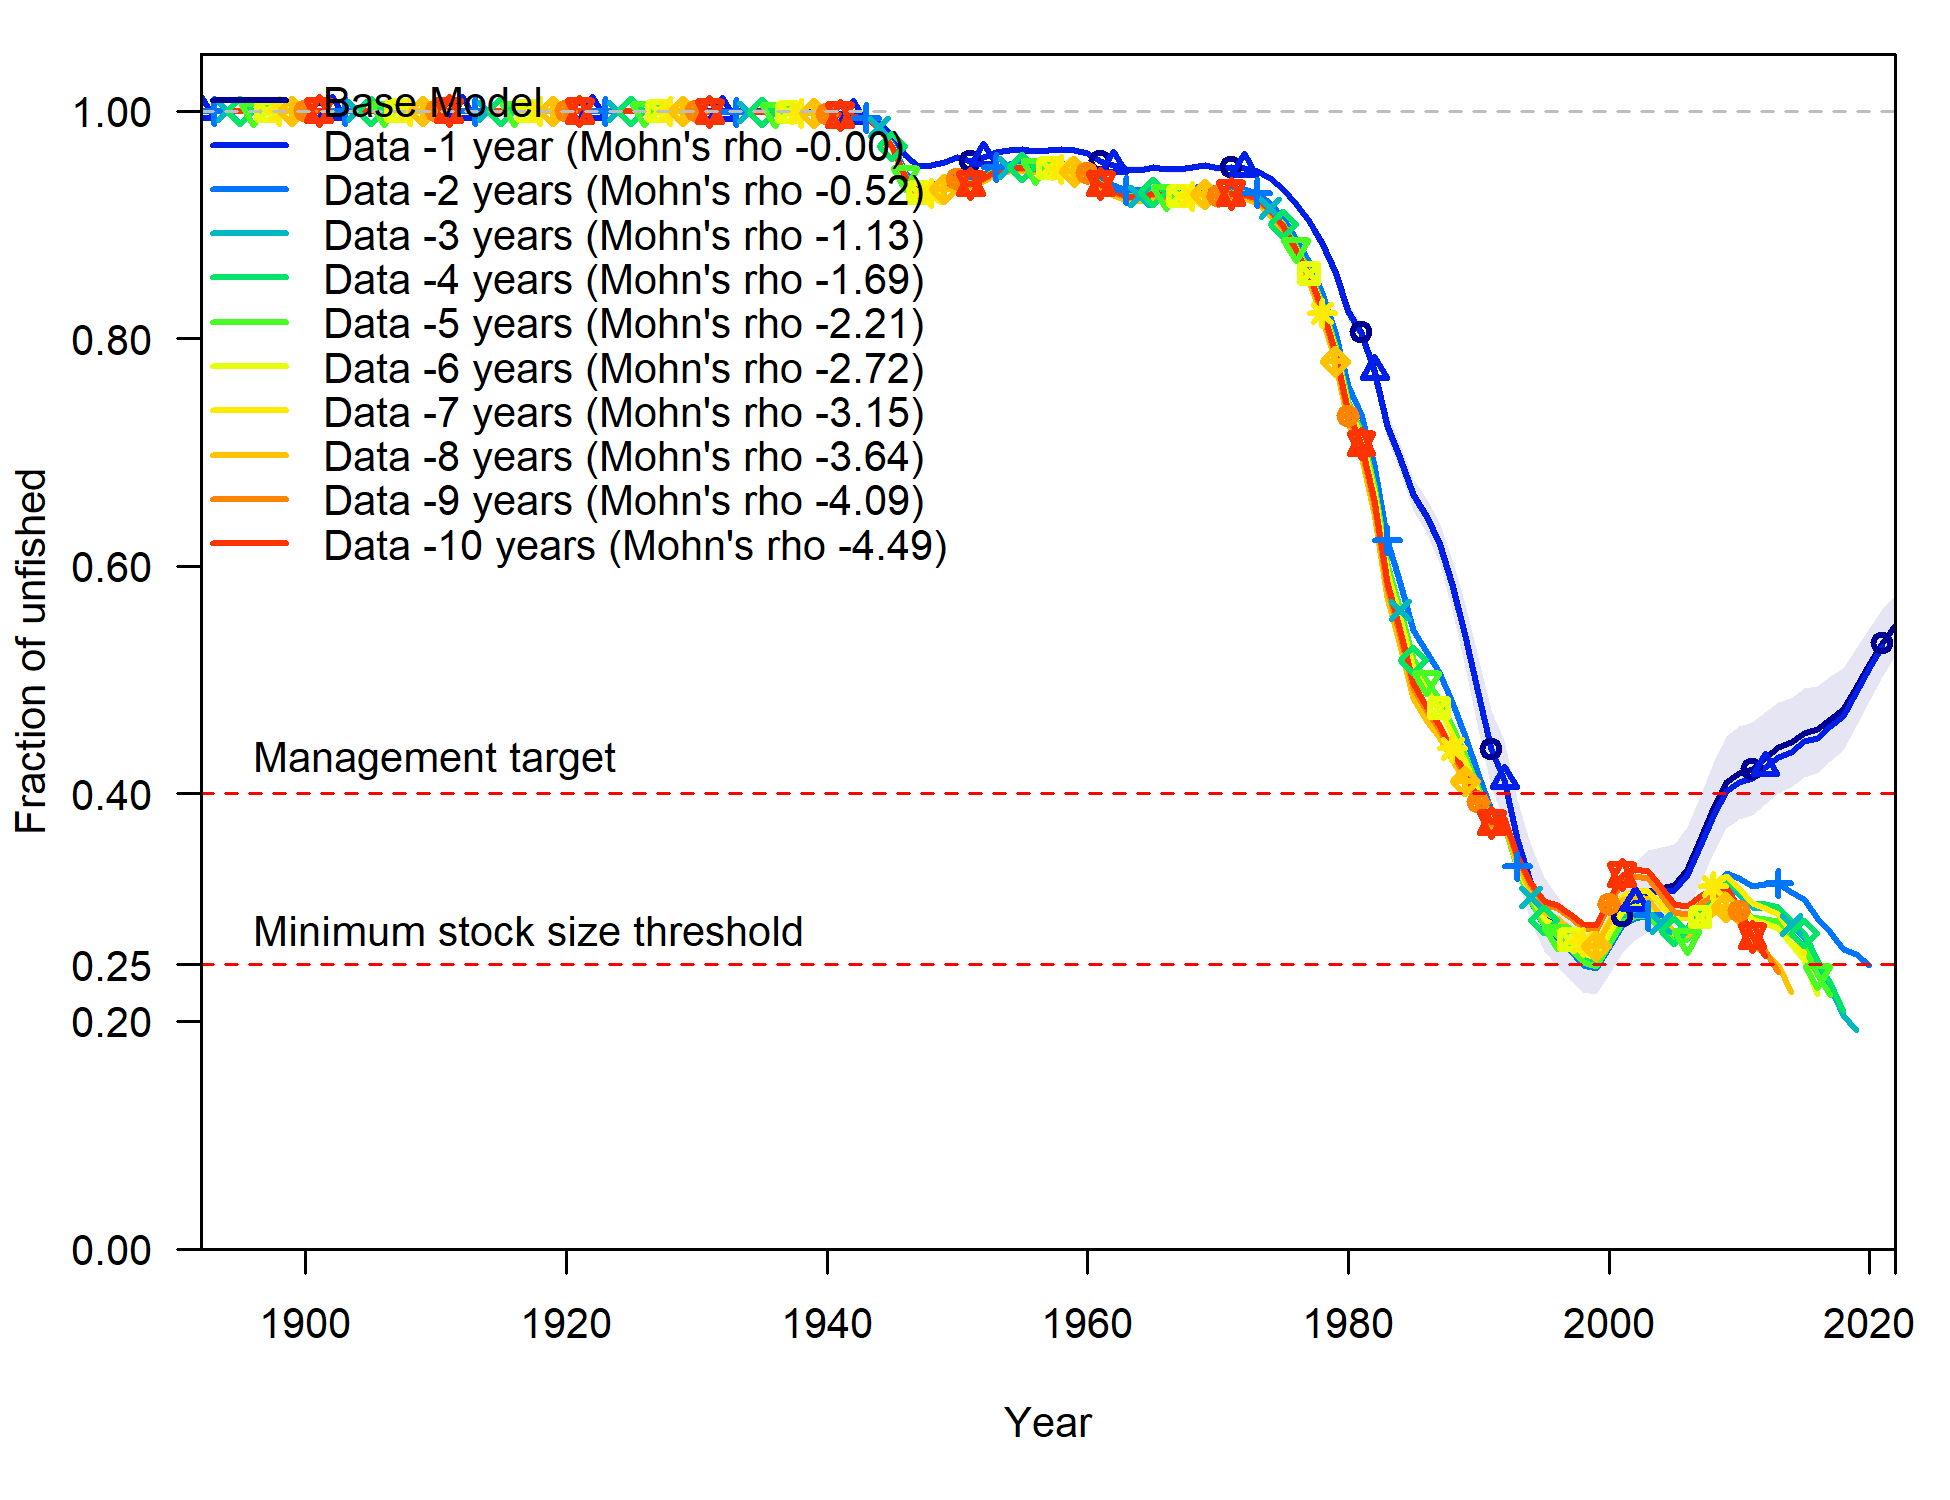 1.00
0.80
0.60
0.40
0.25
0.20
0.00
Fraction of unfished
Base Model
Data -1 year (Mohn's rho -0.00)
Data -2 years (Mohn's rho -0.52)
Data -3 years (Mohn's rho -1.13)
Data -4 years (Mohn's rho -1.69)
Data -5 years (Mohn's rho -2.21)
Data -6 years (Mohn's rho -2.72)
Data -7 years (Mohn's rho -3.15)
Data -8 years (Mohn's rho -3.64)
Data -9 years (Mohn's rho -4.09)
Data -10 years (Mohn's rho -4.49)
Management target
Minimum stock size threshold
1900 1920 1940 1960 1980 2000 2020
Year